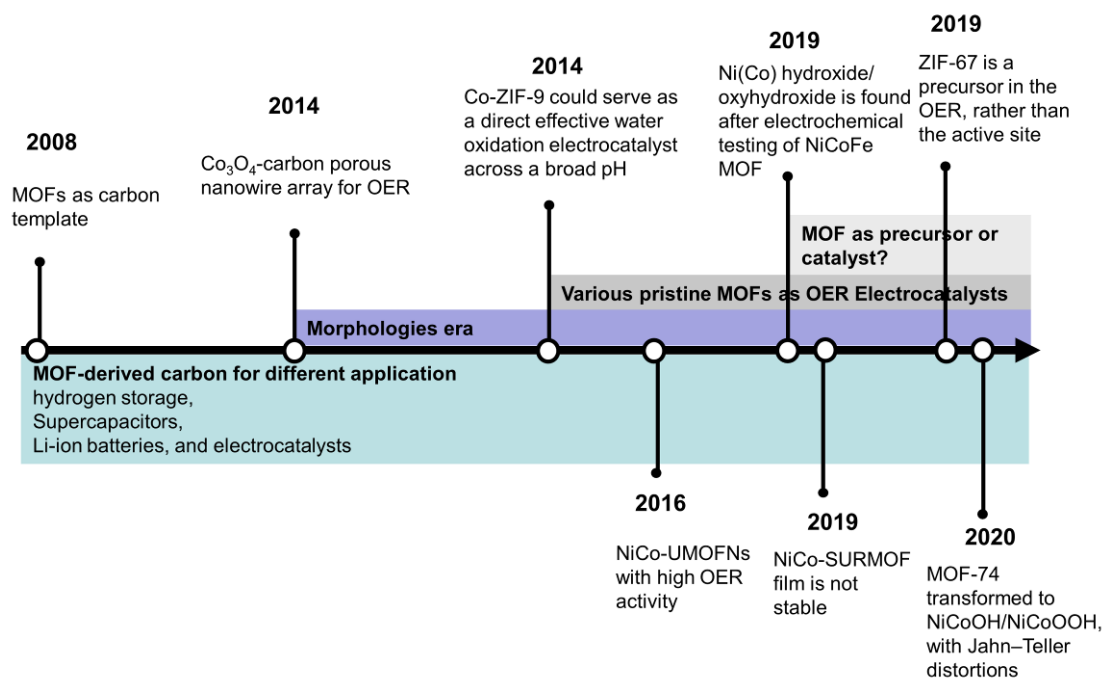 2008
MOFs as carbon
template
2014
Co₃O₄-carbon porous
nanowire array for OER
2014
Co-ZIF-9 could serve as
a direct effective water
oxidation electrocatalyst
across a broad pH
2019
Ni(Co) hydroxide/
oxyhydroxide is found
after electrochemical
testing of NiCoFe
MOF
2019
ZIF-67 is a
precursor in the
OER, rather than
the active site
MOF as precursor or
catalyst?
Various pristine MOFs as OER Electrocatalysts
Morphologies era
MOF-derived carbon for different application
hydrogen storage,
Supercapacitors,
Li-ion batteries, and electrocatalysts
2016
NiCo-UMOFNs
with high OER
activity
2019
NiCo-SURMOF
film is not
stable
2020
MOF-74
transformed to
NiCoOH/NiCoOOH,
with Jahn–Teller
distortions